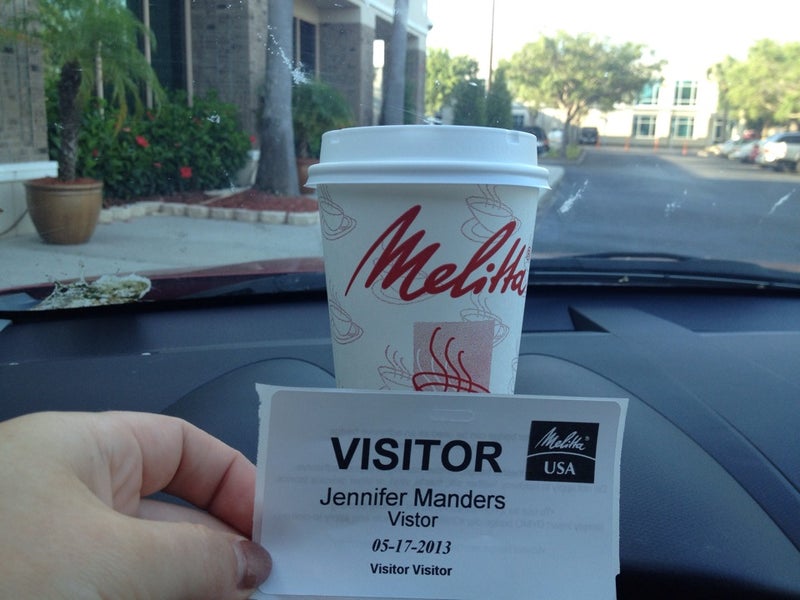 Melitta
VISITOR
Melitta®
USA
Jennifer Manders
Vistor
05-17-2013
Visitor Visitor